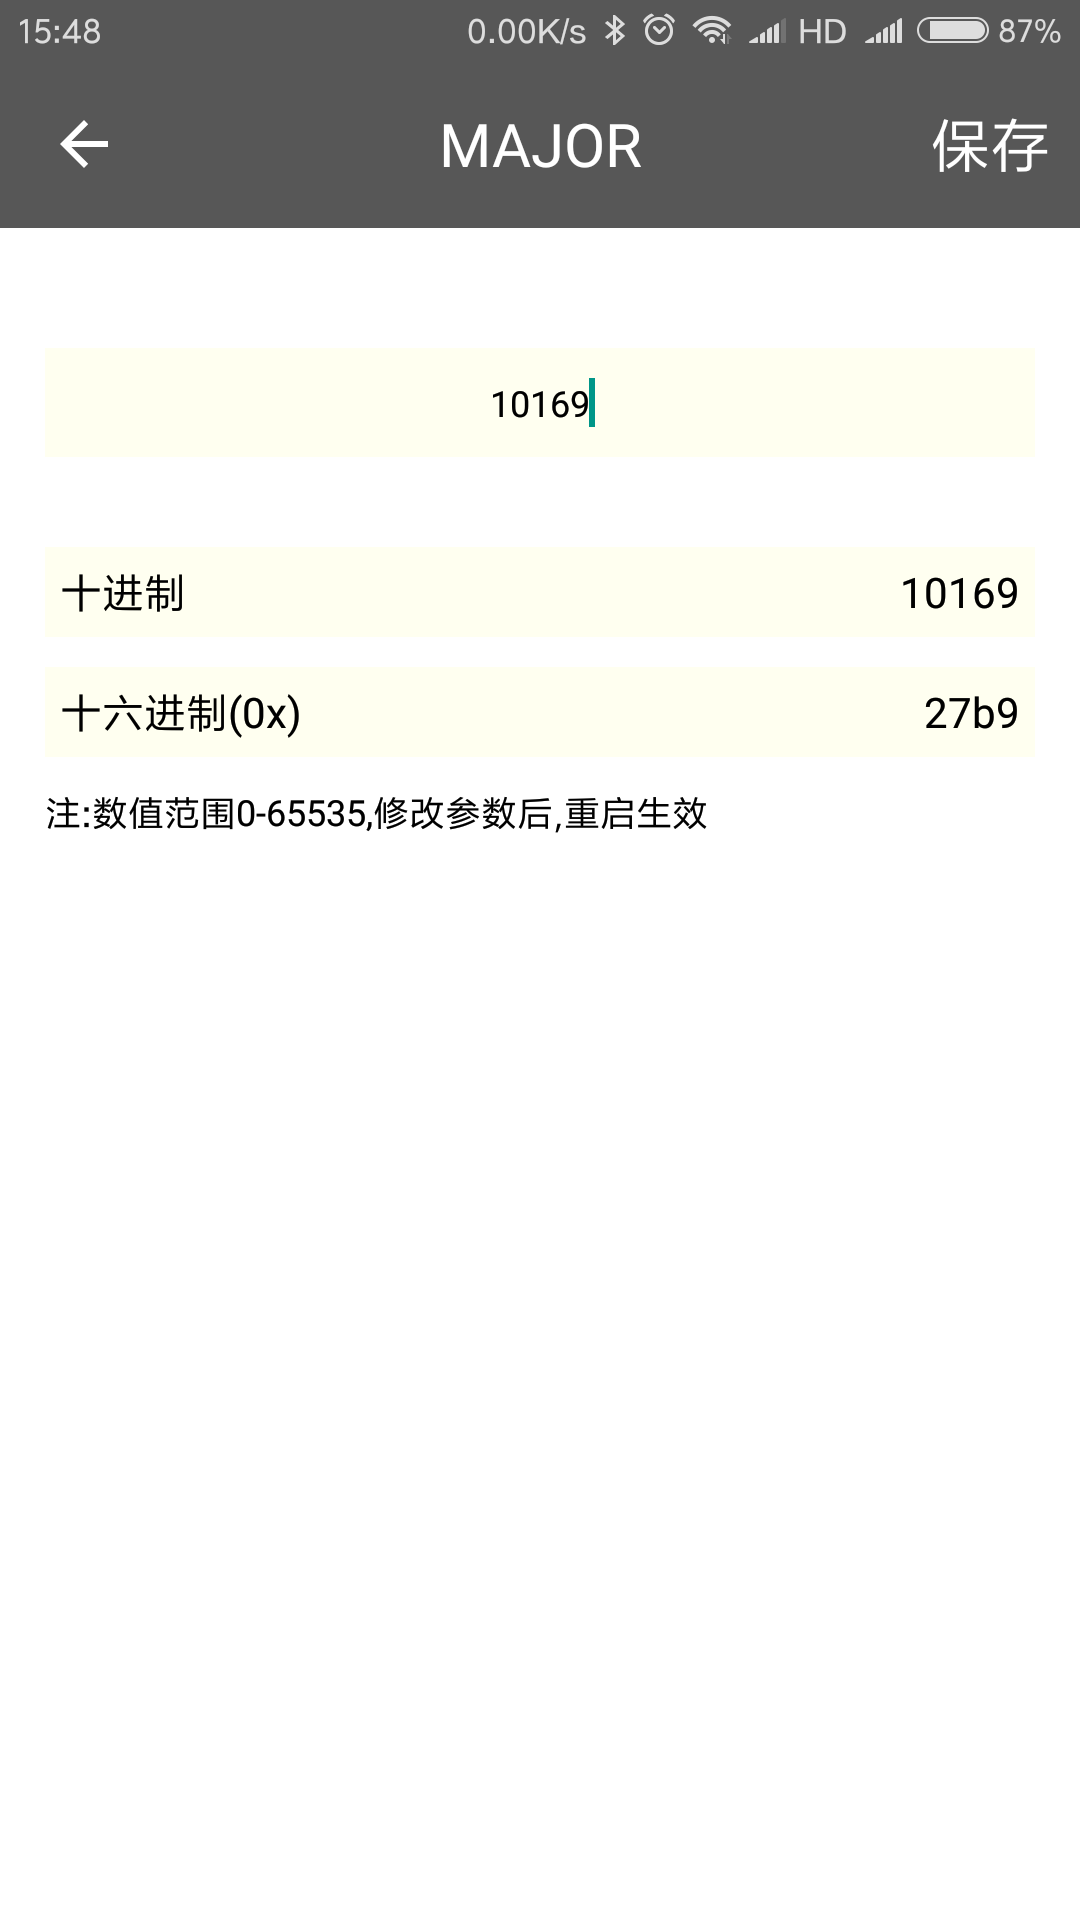 15:48 0.00K/s HD 87%
MAJOR 保存
10169
十进制 10169
十六进制(0x) 27b9
注:数值范围0-65535,修改参数后,重启生效